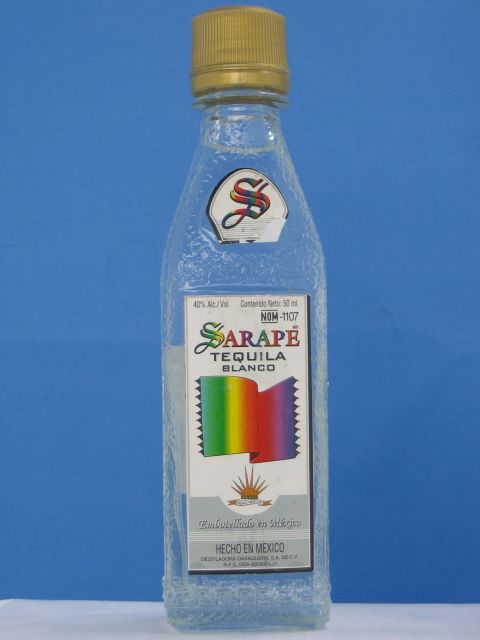 S
40% Alc./Vol. Contenido Neto: 50 ml.
NOM-1107
SARAPE
TEQUILA
BLANCO
Embotellado en México
HECHO EN MEXICO
DESTILADORA OAXAQUEÑA, S.A. DE C.V.